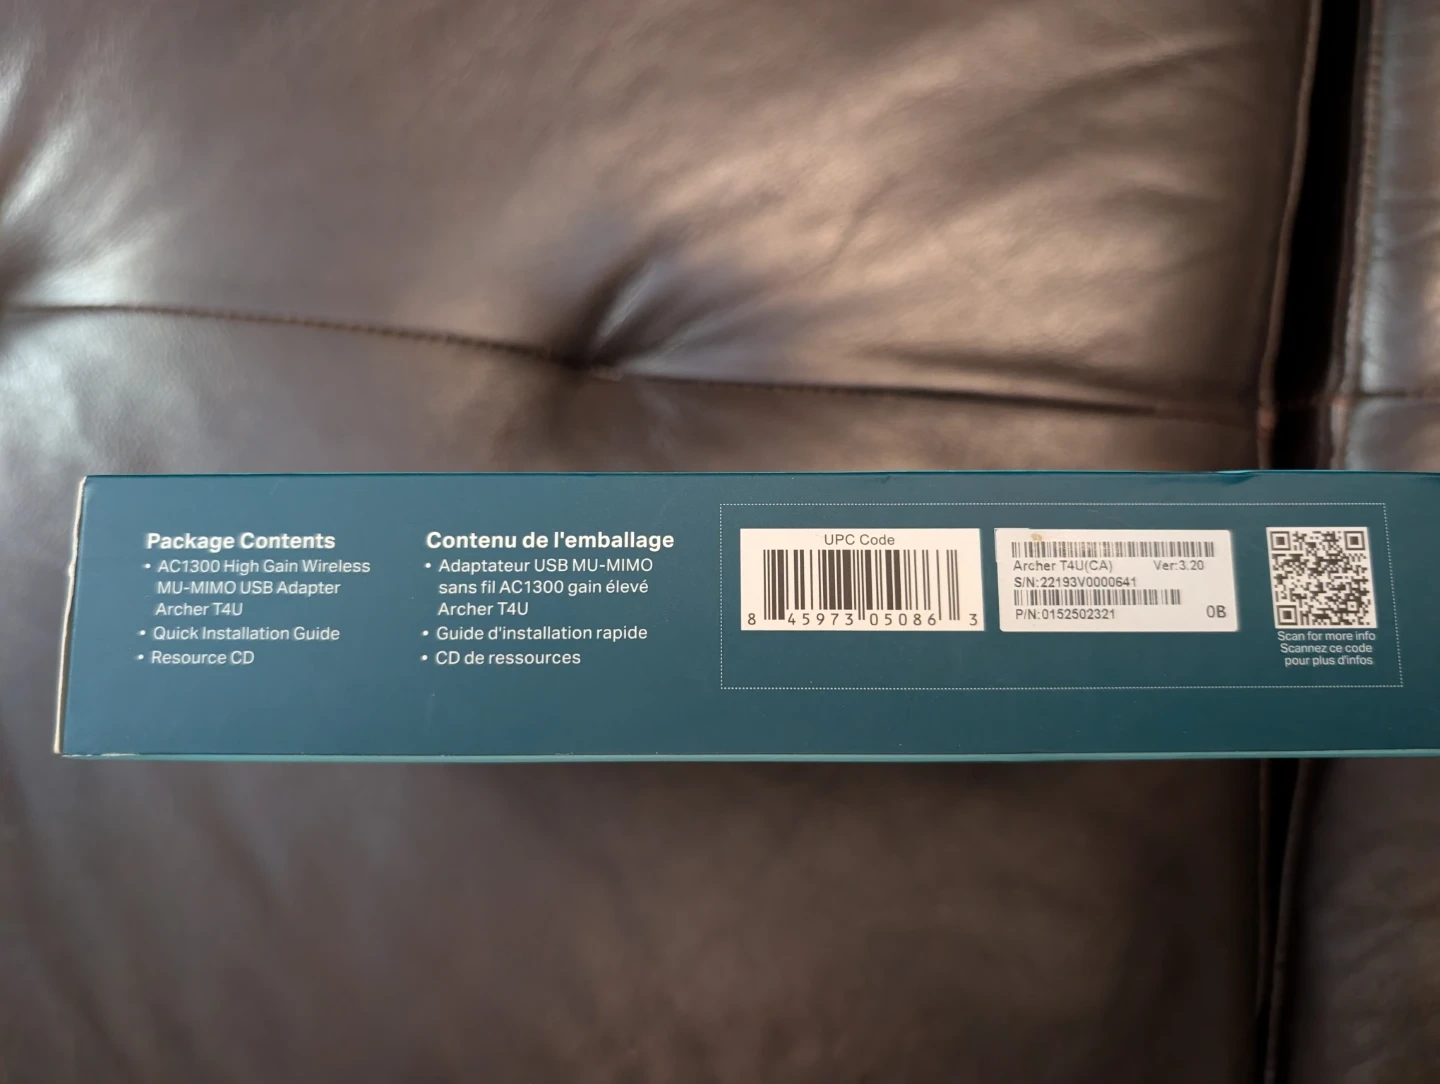 Package Contents
• AC1300 High Gain Wireless
MU-MIMO USB Adapter
Archer T4U
• Quick Installation Guide
• Resource CD
Contenu de l'emballage
• Adaptateur USB MU-MIMO
sans fil AC1300 gain élevé
Archer T4U
• Guide d'installation rapide
• CD de ressources
UPC Code
8 45973 05086 3
Archer T4U(CA) Ver:3.20
S/N:22193V0000641
P/N:0152502321 0B
Scan for more info
Scannez ce code
pour plus d'infos